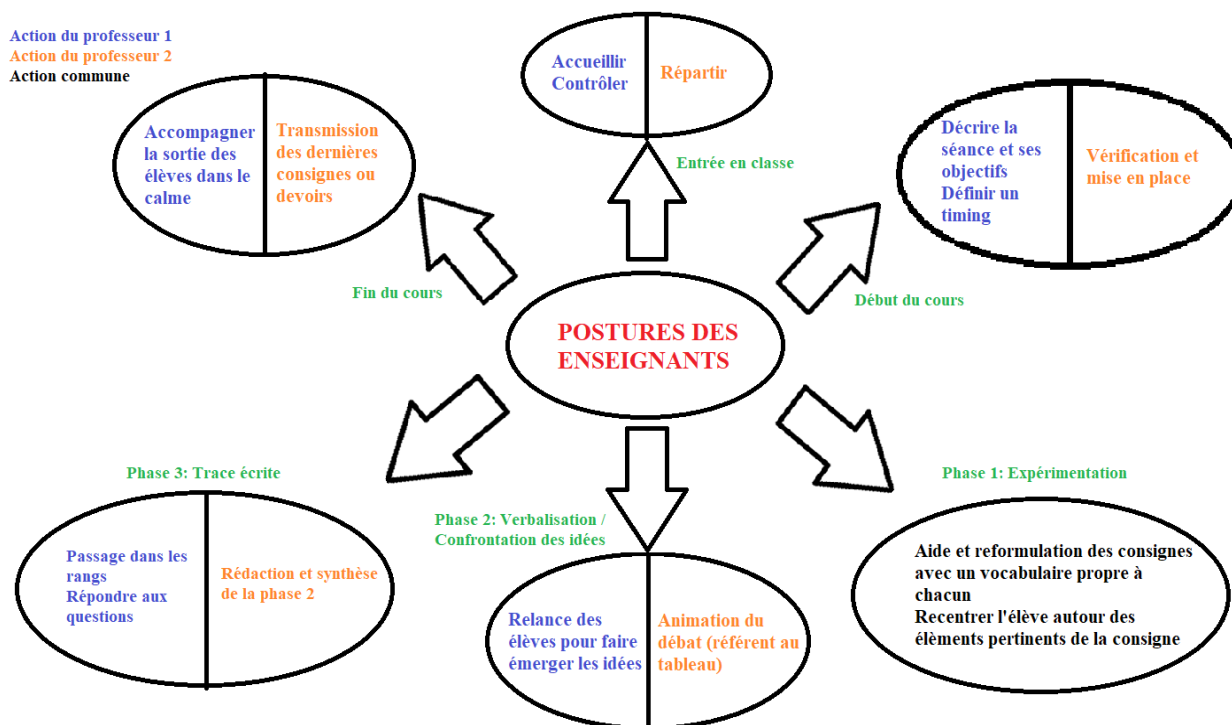 Action du professeur 1
Action du professeur 2
Action commune
Accueillir
Contrôler
Répartir
Entrée en classe
Décrire la
séance et ses
objectifs
Définir un
timing
Vérification et
mise en place
Début du cours
Accompagner
la sortie des
élèves dans le
calme
Transmission
des dernières
consignes ou
devoirs
Fin du cours
POSTURES DES
ENSEIGNANTS
Phase 1: Expérimentation
Aide et reformulation des consignes
avec un vocabulaire propre à
chacun
Recentrer l'élève autour des
élèments pertinents de la consigne
Phase 2: Verbalisation /
Confrontation des idées
Relance des
élèves pour faire
émerger les idées
Animation du
débat (référent au
tableau)
Phase 3: Trace écrite
Passage dans les
rangs
Répondre aux
questions
Rédaction et synthèse
de la phase 2